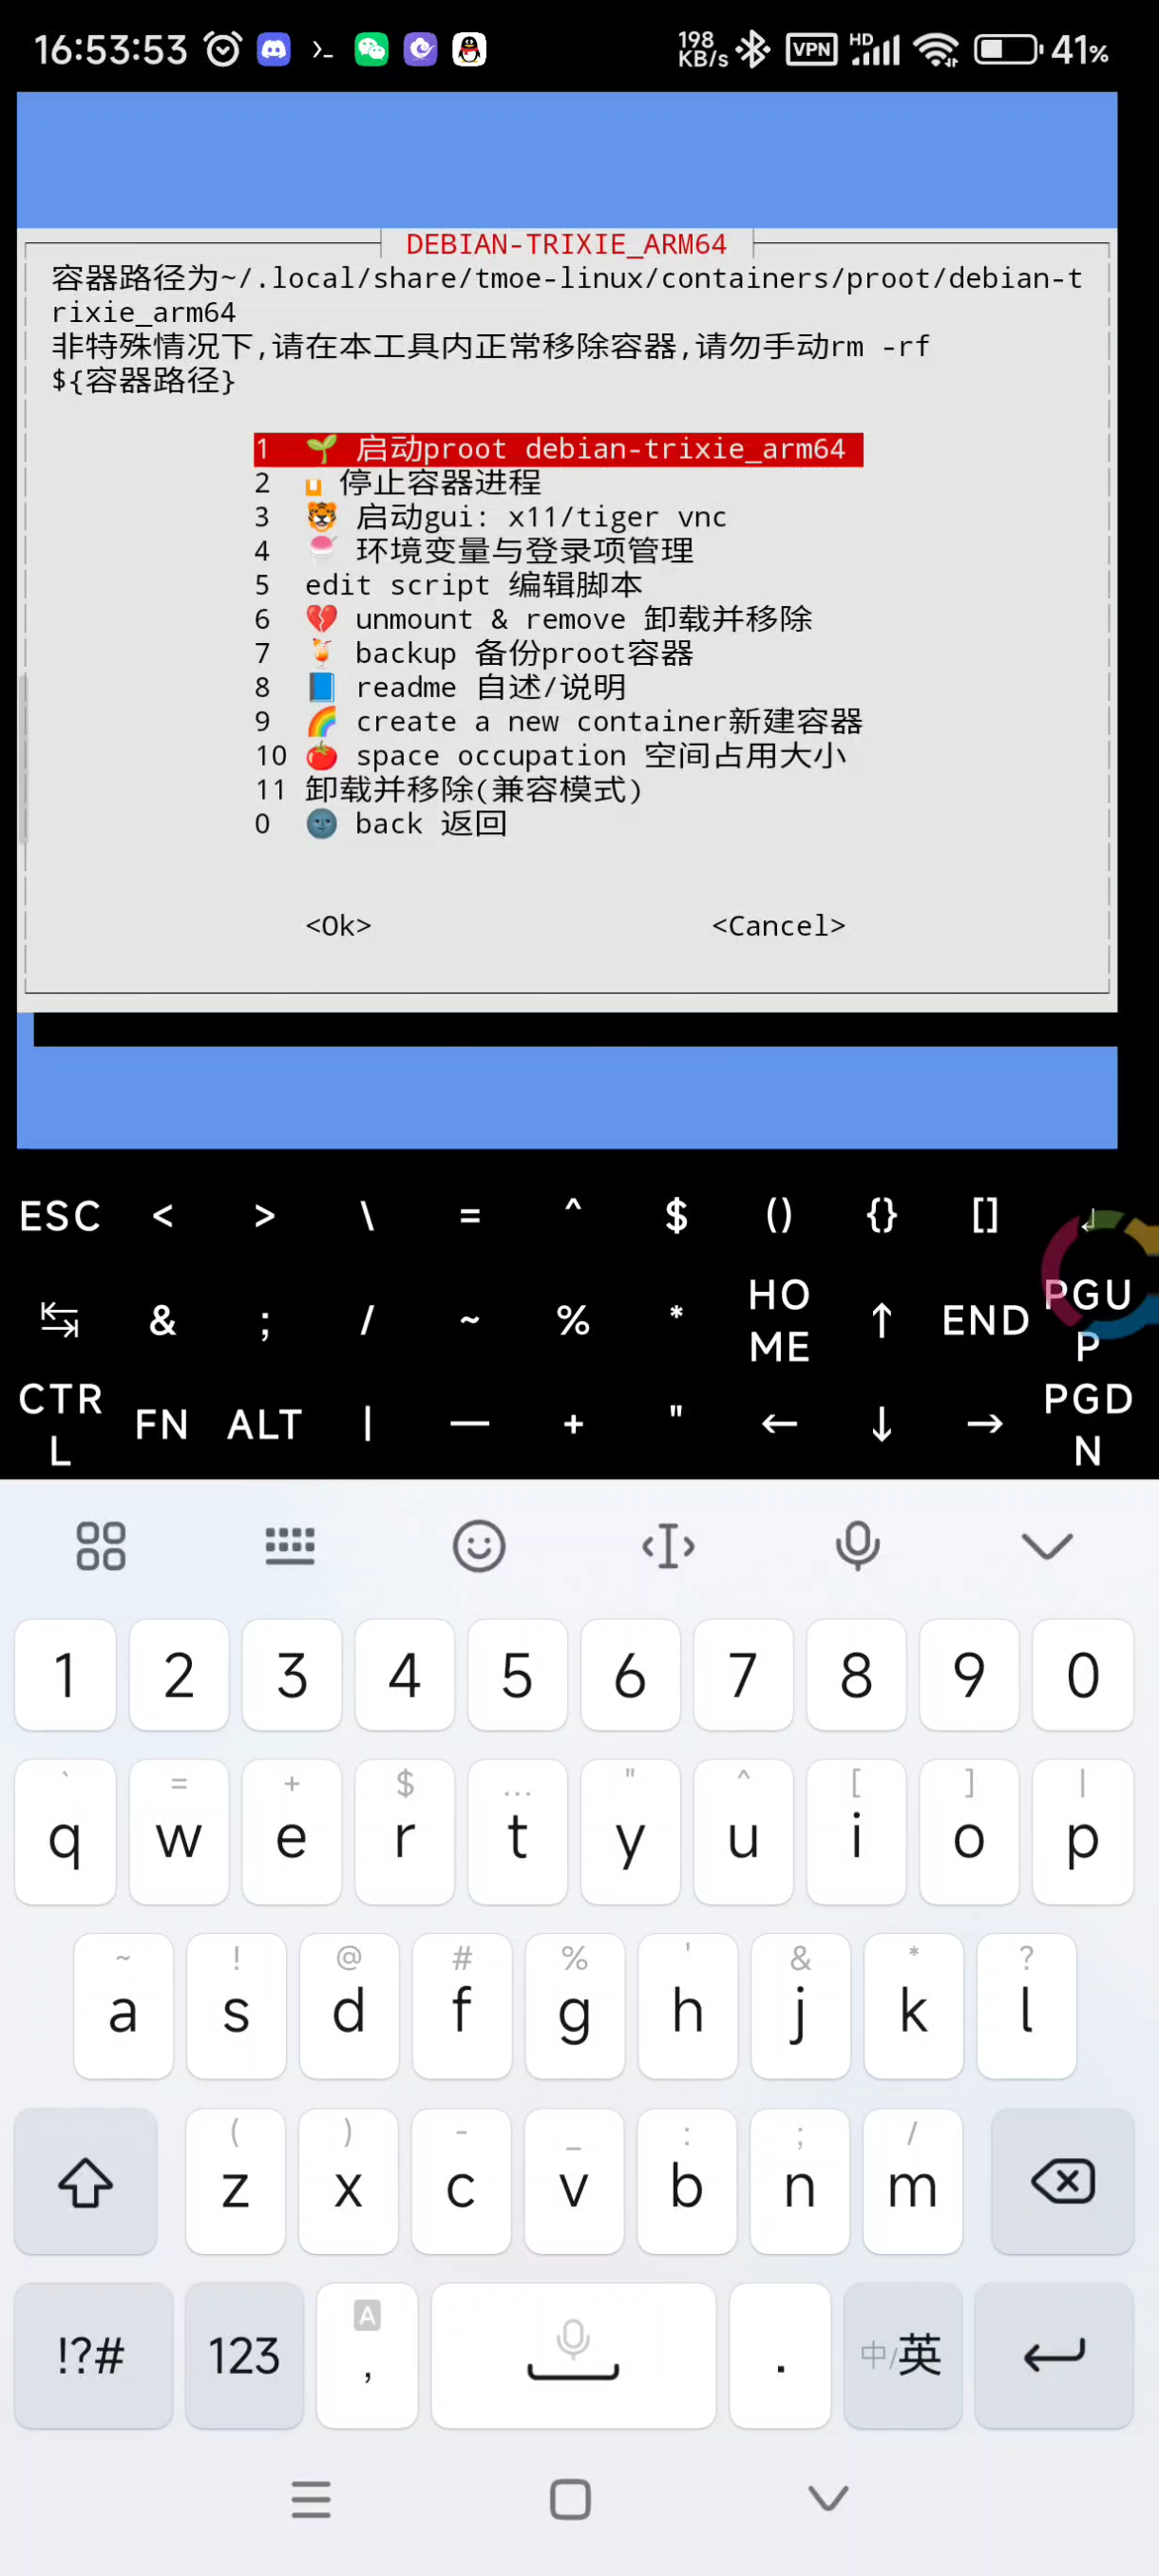 16:53:53 198 KB/s VPN HD 41%
DEBIAN-TRIXIE_ARM64
容器路径为~/.local/share/tmoe-linux/containers/proot/debian-t
rixie_arm64
非特殊情况下,请在本工具内正常移除容器,请勿手动rm -rf
${容器路径}
1 🌱 启动proot debian-trixie_arm64
2 停止容器进程
3 🐯 启动gui: x11/tiger vnc
4 🍧 环境变量与登录项管理
5 edit script 编辑脚本
6 💔 unmount & remove 卸载并移除
7 🍹 backup 备份proot容器
8 📘 readme 自述/说明
9 🌈 create a new container新建容器
10 🍅 space occupation 空间占用大小
11 卸载并移除(兼容模式)
0 🌚 back 返回
<Ok> <Cancel>
ESC < > \ = ^ $ () {} [] ↲
↹ & ; / ~ % * HOME ↑ END PGUP
CTRL FN ALT | — + " ← ↓ → PGDN
1 2 3 4 5 6 7 8 9 0
` = + $ ... " ^ [ ] |
q w e r t y u i o p
~ ! @ # % ' & * ?
a s d f g h j k l
( ) - _ : ; /
z x c v b n m
A
!?# 123 , . 中/英